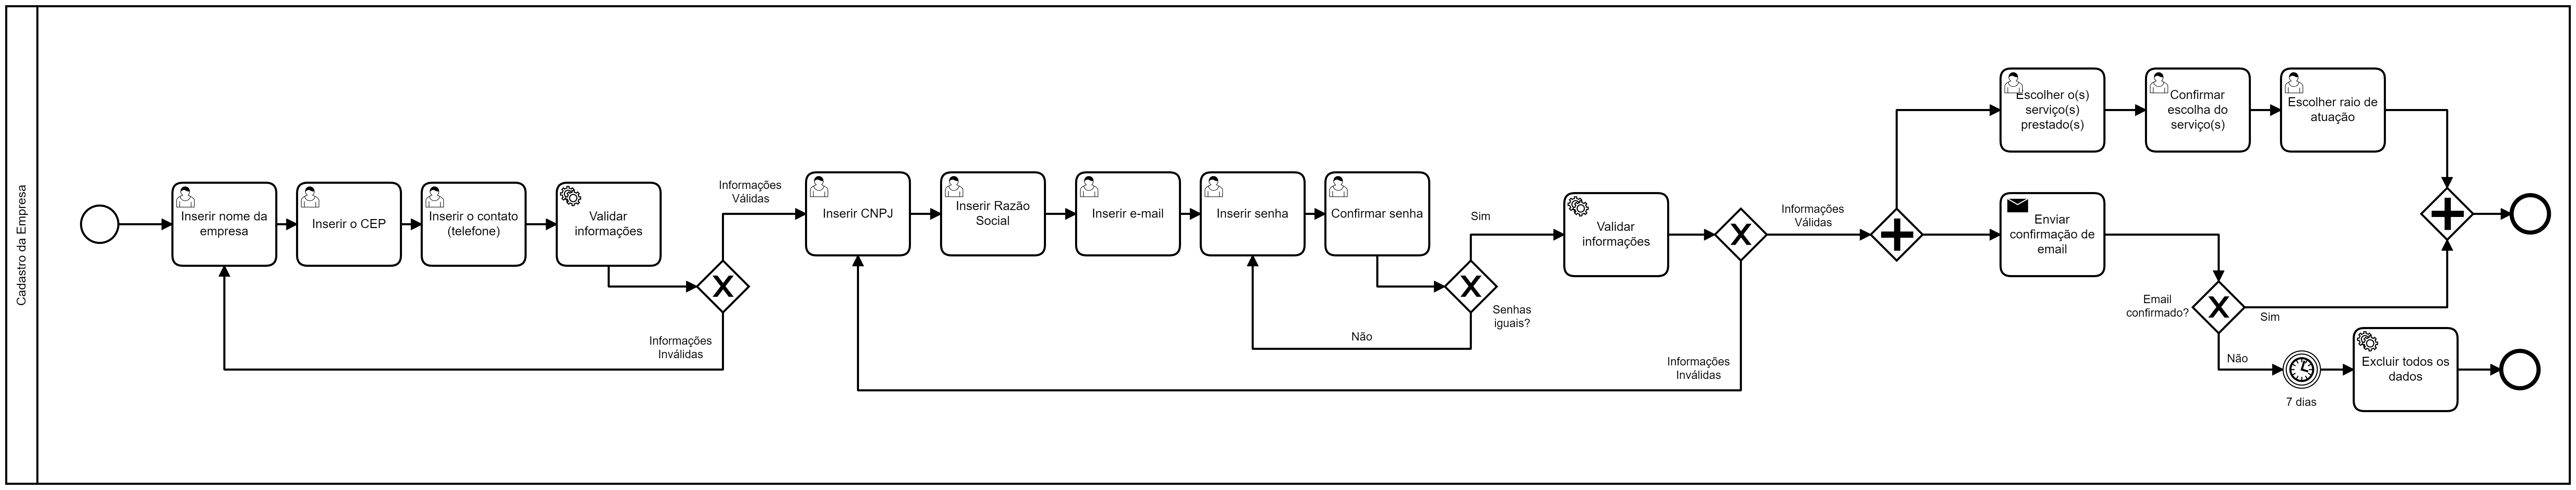 Cadastro da Empresa
Inserir nome da
empresa
Inserir o CEP
Inserir o contato
(telefone)
Validar
informações
Informações
Válidas
Informações
Inválidas
Inserir CNPJ
Inserir Razão
Social
Inserir e-mail
Inserir senha
Confirmar senha
Sim
Senhas
iguais?
Não
Validar
informações
Informações
Válidas
Informações
Inválidas
Escolher o(s)
serviço(s)
prestado(s)
Confirmar
escolha do
serviço(s)
Escolher raio de
atuação
Enviar
confirmação de
email
Email
confirmado?
Sim
Não
7 dias
Excluir todos os
dados